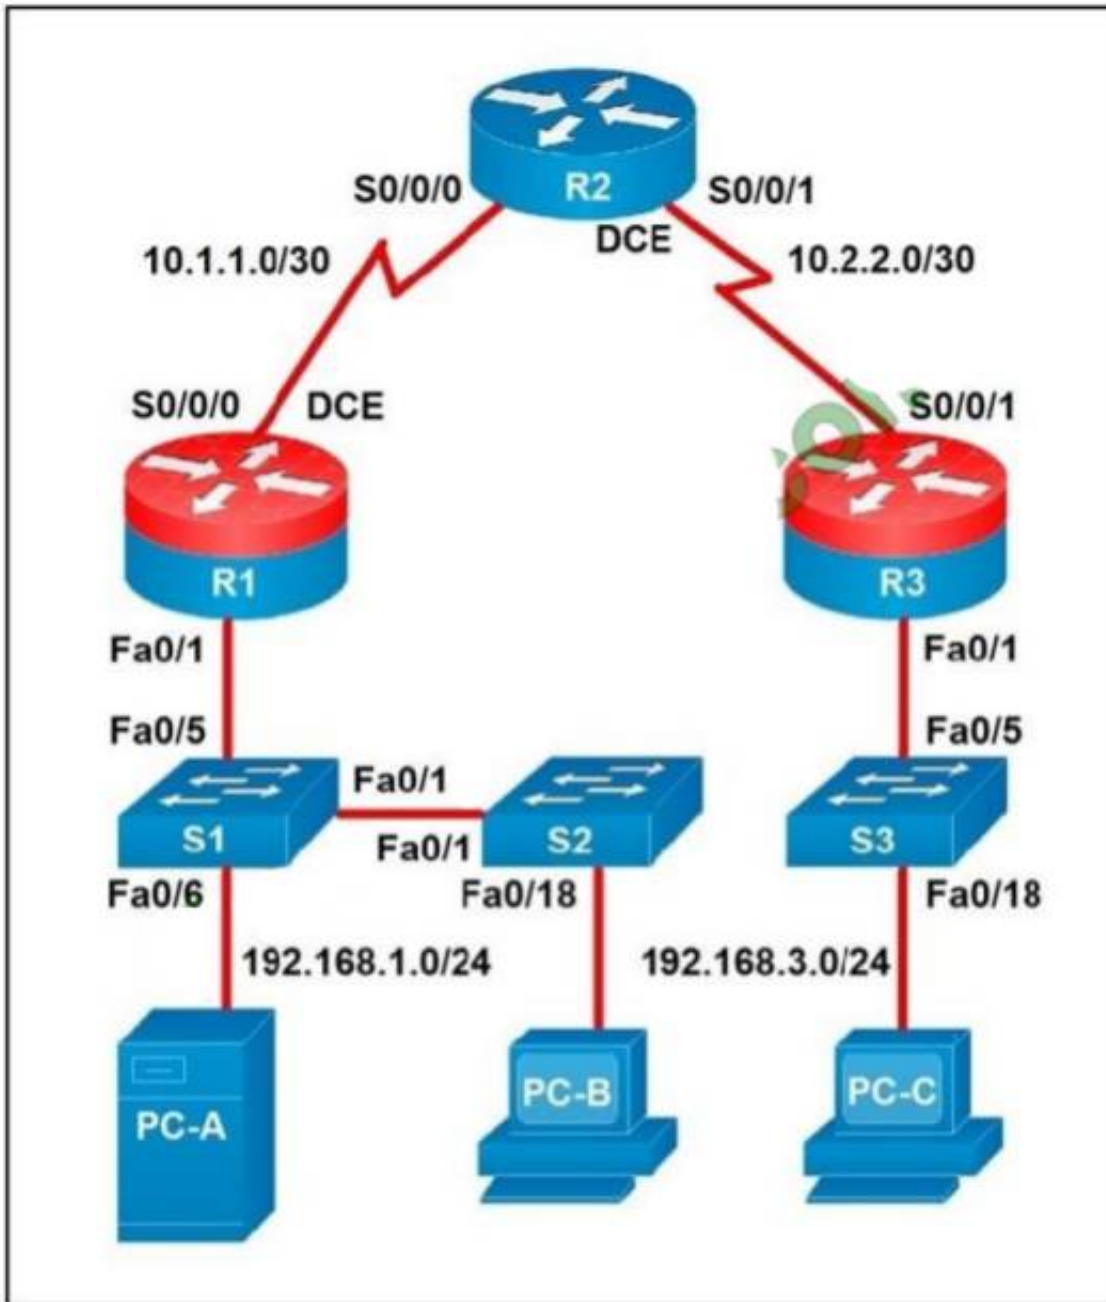 R2
S0/0/0
S0/0/1
DCE
10.1.1.0/30
10.2.2.0/30
S0/0/0
DCE
S0/0/1
R1
R3
Fa0/1
Fa0/1
Fa0/5
Fa0/5
Fa0/1
S1
Fa0/1
S2
S3
Fa0/6
Fa0/18
Fa0/18
192.168.1.0/24
192.168.3.0/24
PC-A
PC-B
PC-C